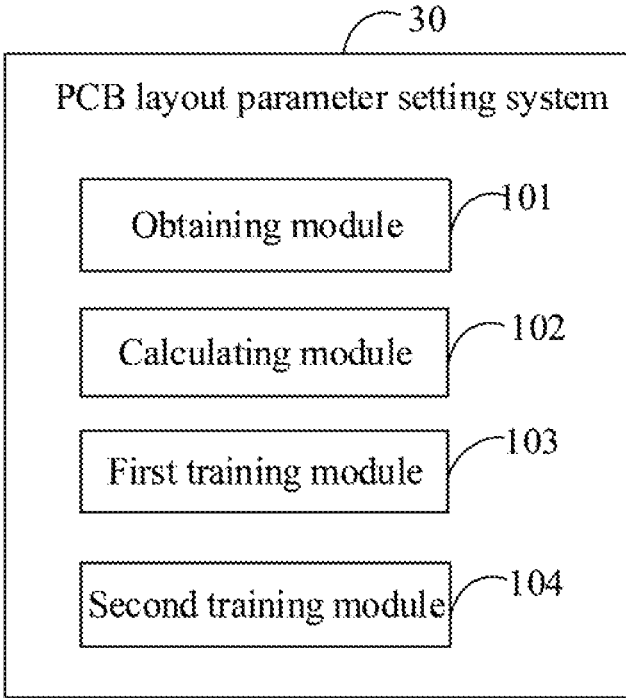 30
PCB layout parameter setting system
Obtaining module
101
Calculating module
102
First training module
103
Second training module
104